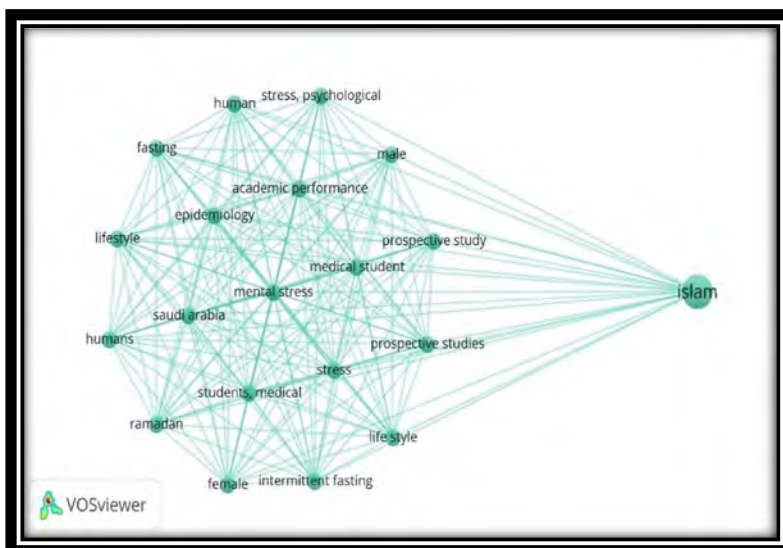 stress, psychological
human
fasting
male
academic performance
epidemiology
lifestyle
prospective study
medical student
mental stress
islam
saudi arabia
humans
prospective studies
stress
students, medical
ramadan
life style
female
intermittent fasting
VOSviewer